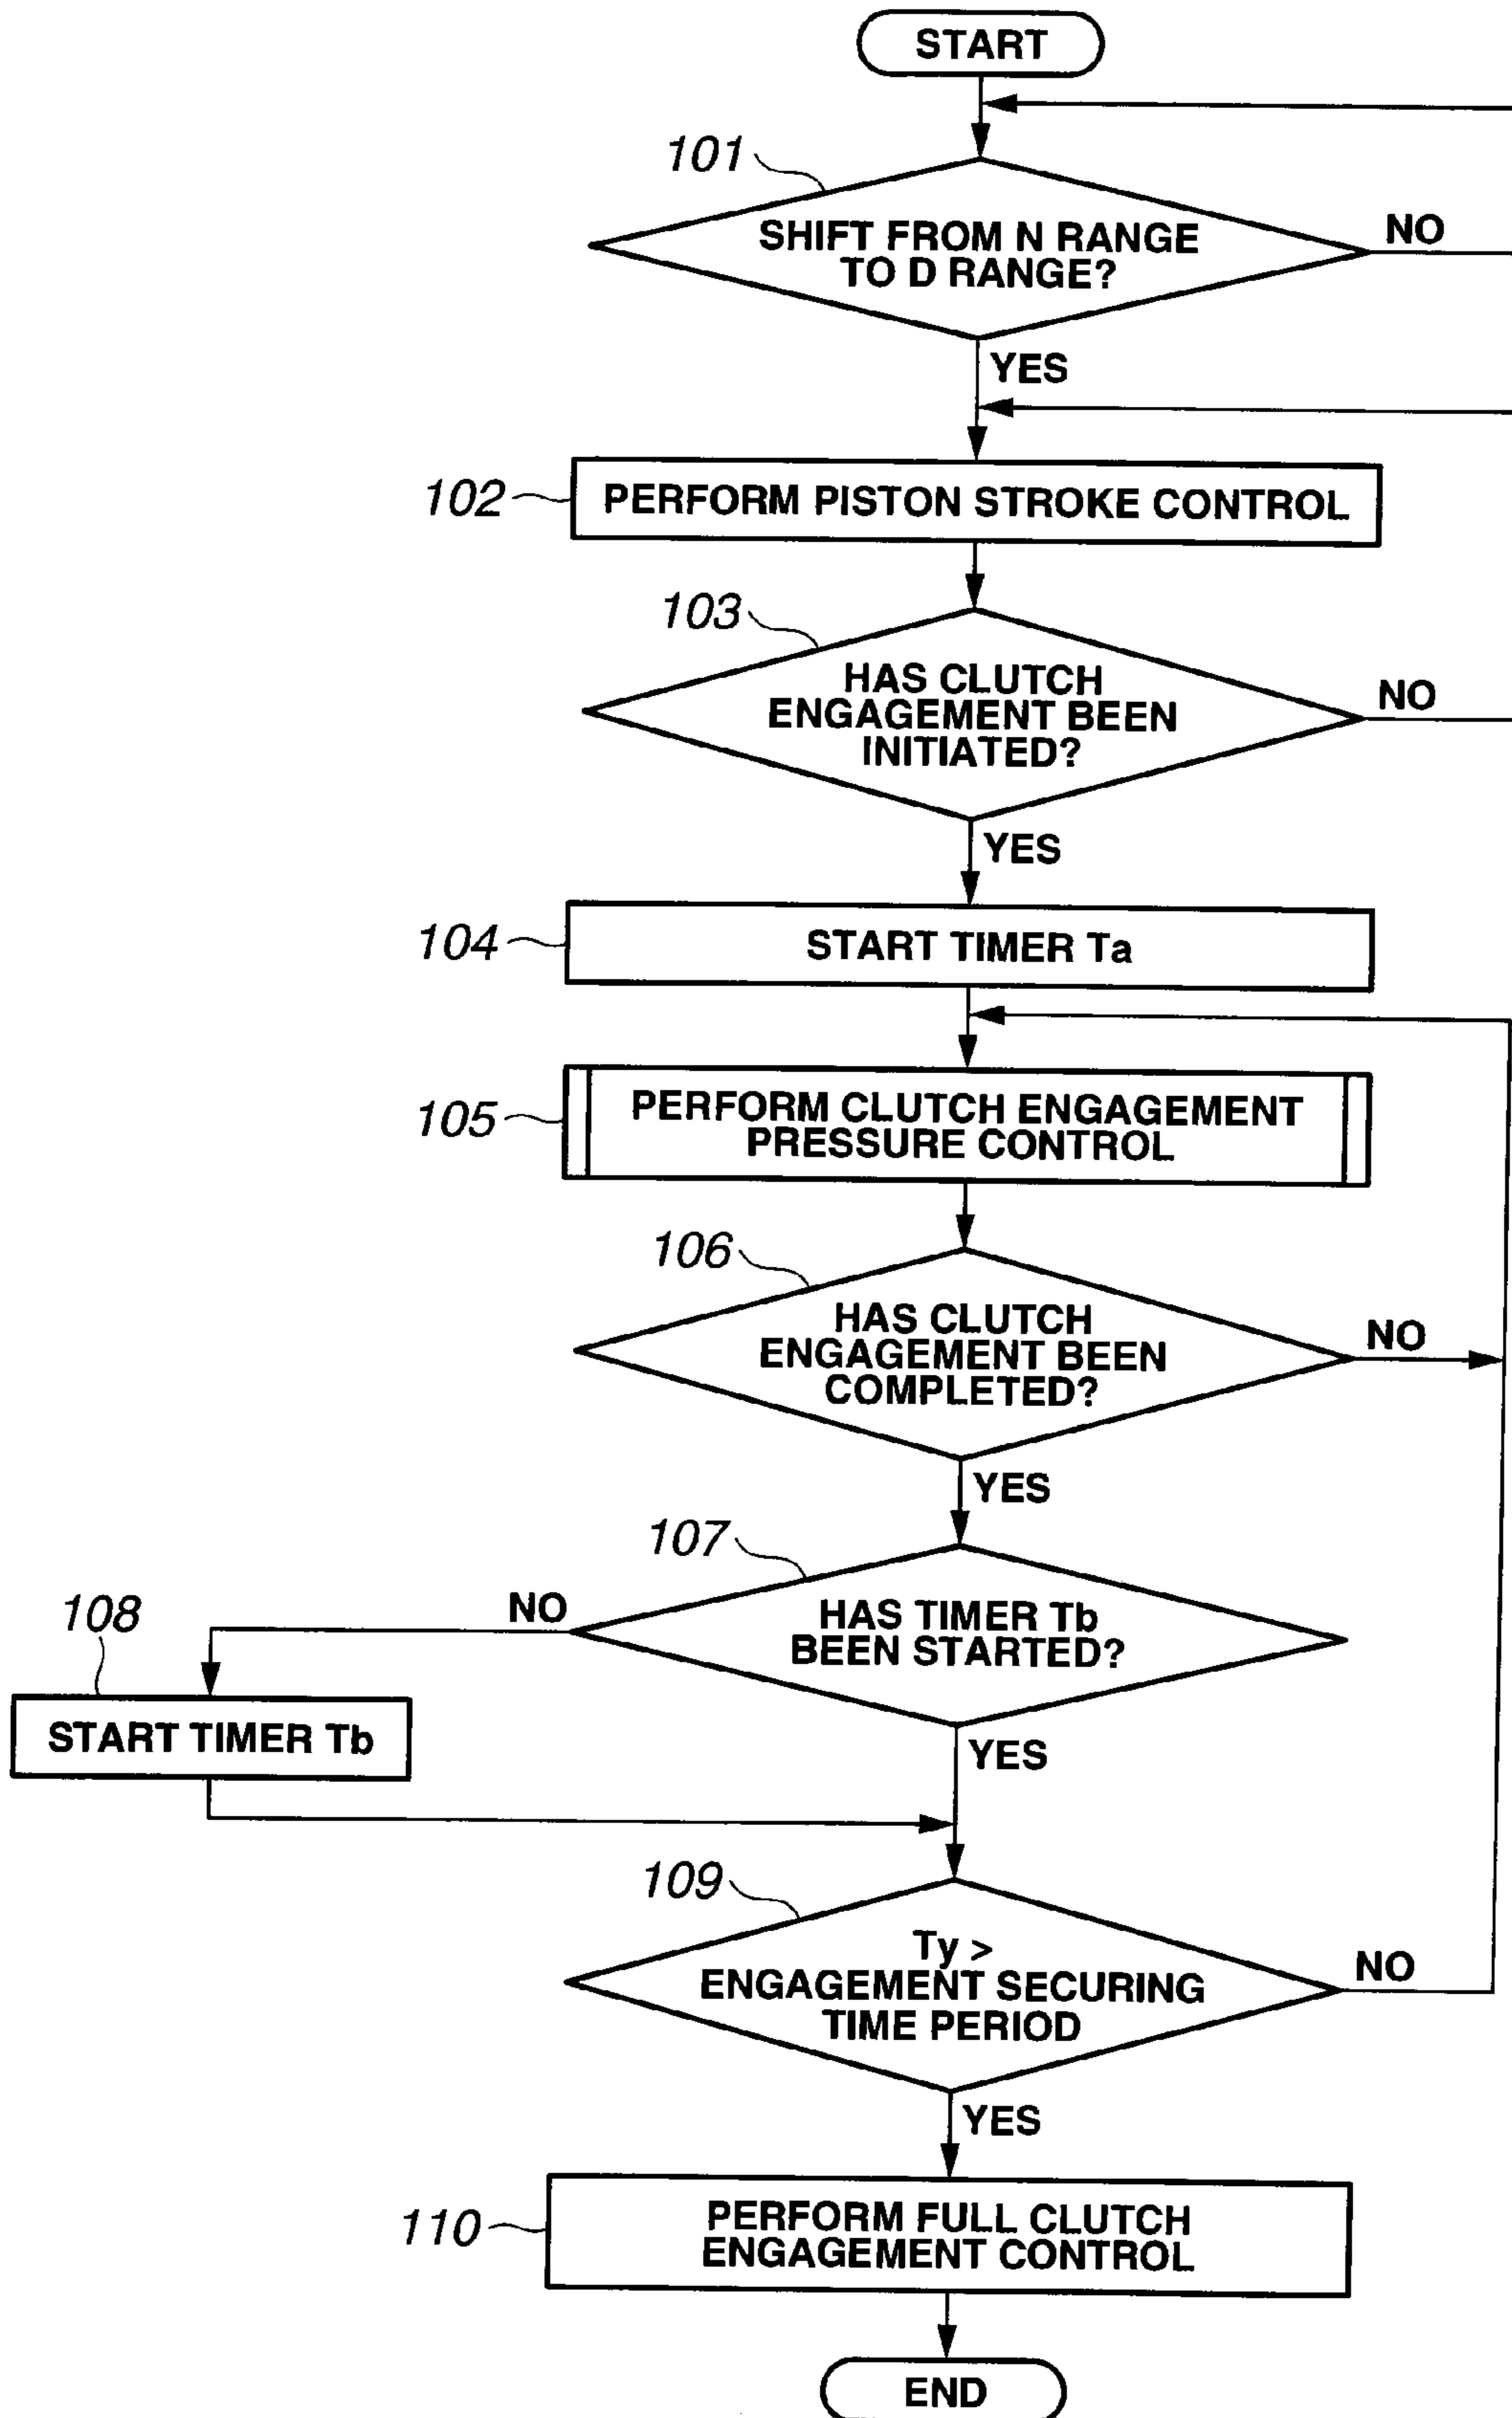 START
101
SHIFT FROM N RANGE
TO D RANGE?
NO
YES
102
PERFORM PISTON STROKE CONTROL
103
HAS CLUTCH
ENGAGEMENT BEEN
INITIATED?
NO
YES
104
START TIMER Ta
105
PERFORM CLUTCH ENGAGEMENT
PRESSURE CONTROL
106
HAS CLUTCH
ENGAGEMENT BEEN
COMPLETED?
NO
YES
107
HAS TIMER Tb
BEEN STARTED?
NO
108
START TIMER Tb
YES
109
Ty >
ENGAGEMENT SECURING
TIME PERIOD
NO
YES
110
PERFORM FULL CLUTCH
ENGAGEMENT CONTROL
END